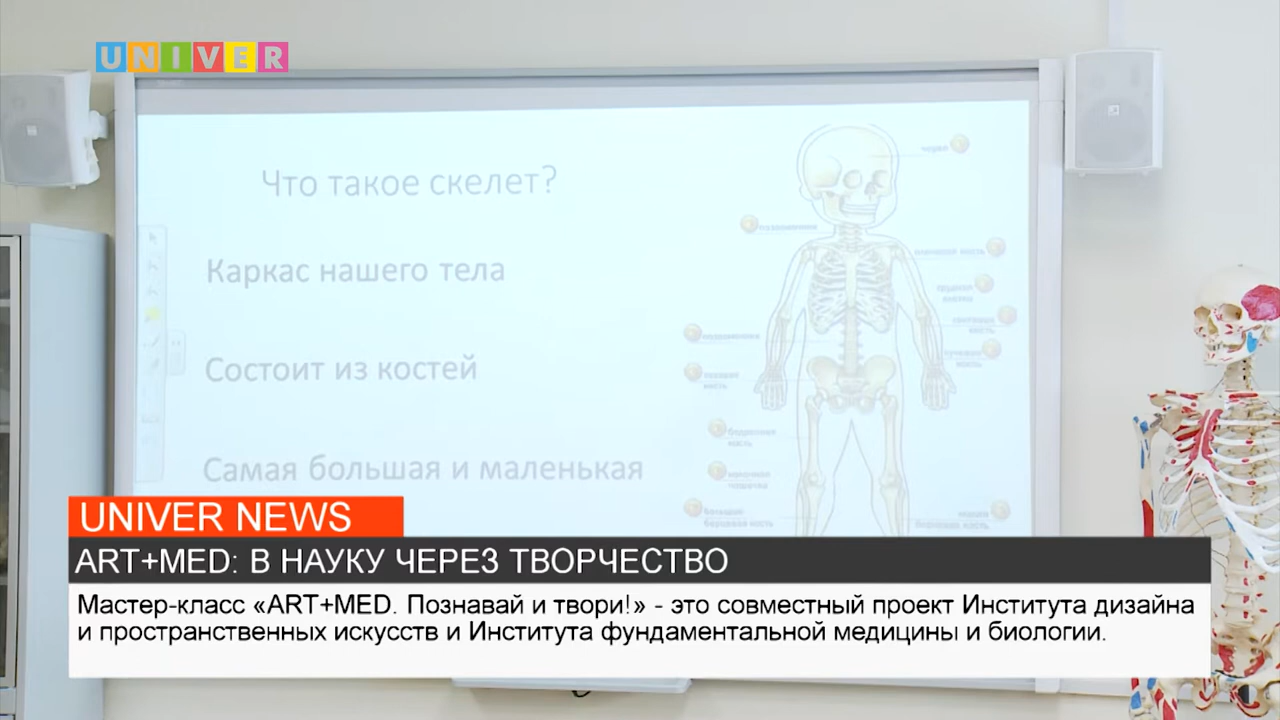 UNIVER
Что такое скелет?
череп
Каркас нашего тела
Состоит из костей
Самая большая и маленькая
UNIVER NEWS
ART+MED: В НАУКУ ЧЕРЕЗ ТВОРЧЕСТВО
Мастер-класс «ART+MED. Познавай и твори!» - это совместный проект Института дизайна
и пространственных искусств и Института фундаментальной медицины и биологии.